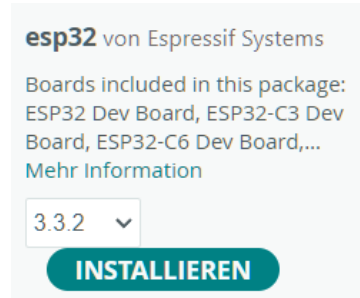 esp32 von Espressif Systems
Boards included in this package:
ESP32 Dev Board, ESP32-C3 Dev
Board, ESP32-C6 Dev Board,...
Mehr Information
3.3.2
INSTALLIEREN